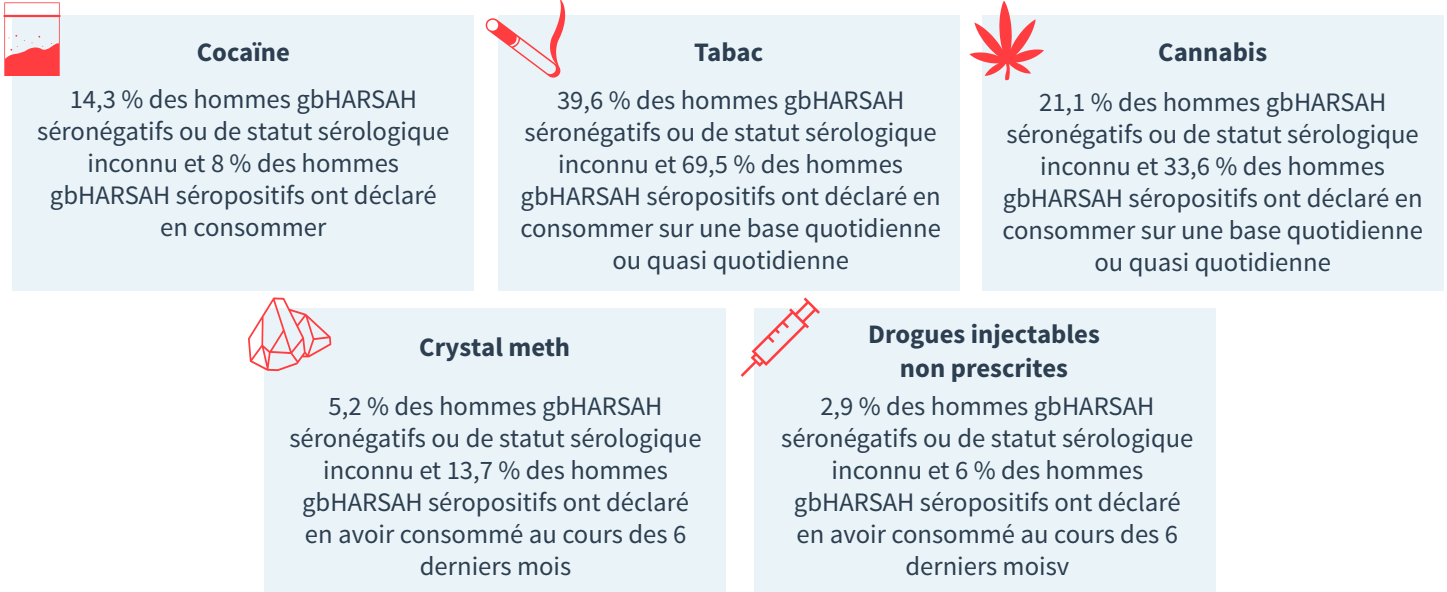 Cocaïne
14,3 % des hommes gbHARSAH
séronégatifs ou de statut sérologique
inconnu et 8 % des hommes
gbHARSAH séropositifs ont déclaré
en consommer
Tabac
39,6 % des hommes gbHARSAH
séronégatifs ou de statut sérologique
inconnu et 69,5 % des hommes
gbHARSAH séropositifs ont déclaré en
consommer sur une base quotidienne
ou quasi quotidienne
Cannabis
21,1 % des hommes gbHARSAH
séronégatifs ou de statut sérologique
inconnu et 33,6 % des hommes
gbHARSAH séropositifs ont déclaré en
consommer sur une base quotidienne
ou quasi quotidienne
Crystal meth
5,2 % des hommes gbHARSAH
séronégatifs ou de statut sérologique
inconnu et 13,7 % des hommes
gbHARSAH séropositifs ont déclaré
en avoir consommé au cours des 6
derniers mois
Drogues injectables
non prescrites
2,9 % des hommes gbHARSAH
séronégatifs ou de statut sérologique
inconnu et 6 % des hommes
gbHARSAH séropositifs ont déclaré
en avoir consommé au cours des 6
derniers moisv